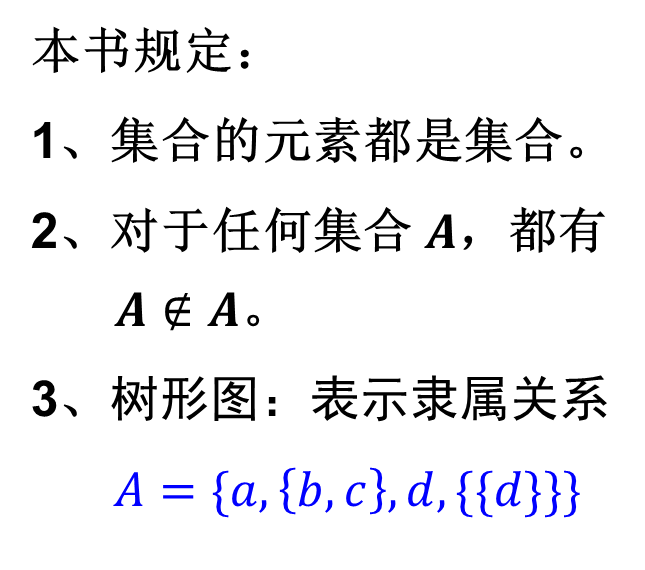 本书规定：
1、集合的元素都是集合。
2、对于任何集合 A，都有
A ∉ A。
3、树形图：表示隶属关系
A = {a, {b, c}, d, {{d}}}